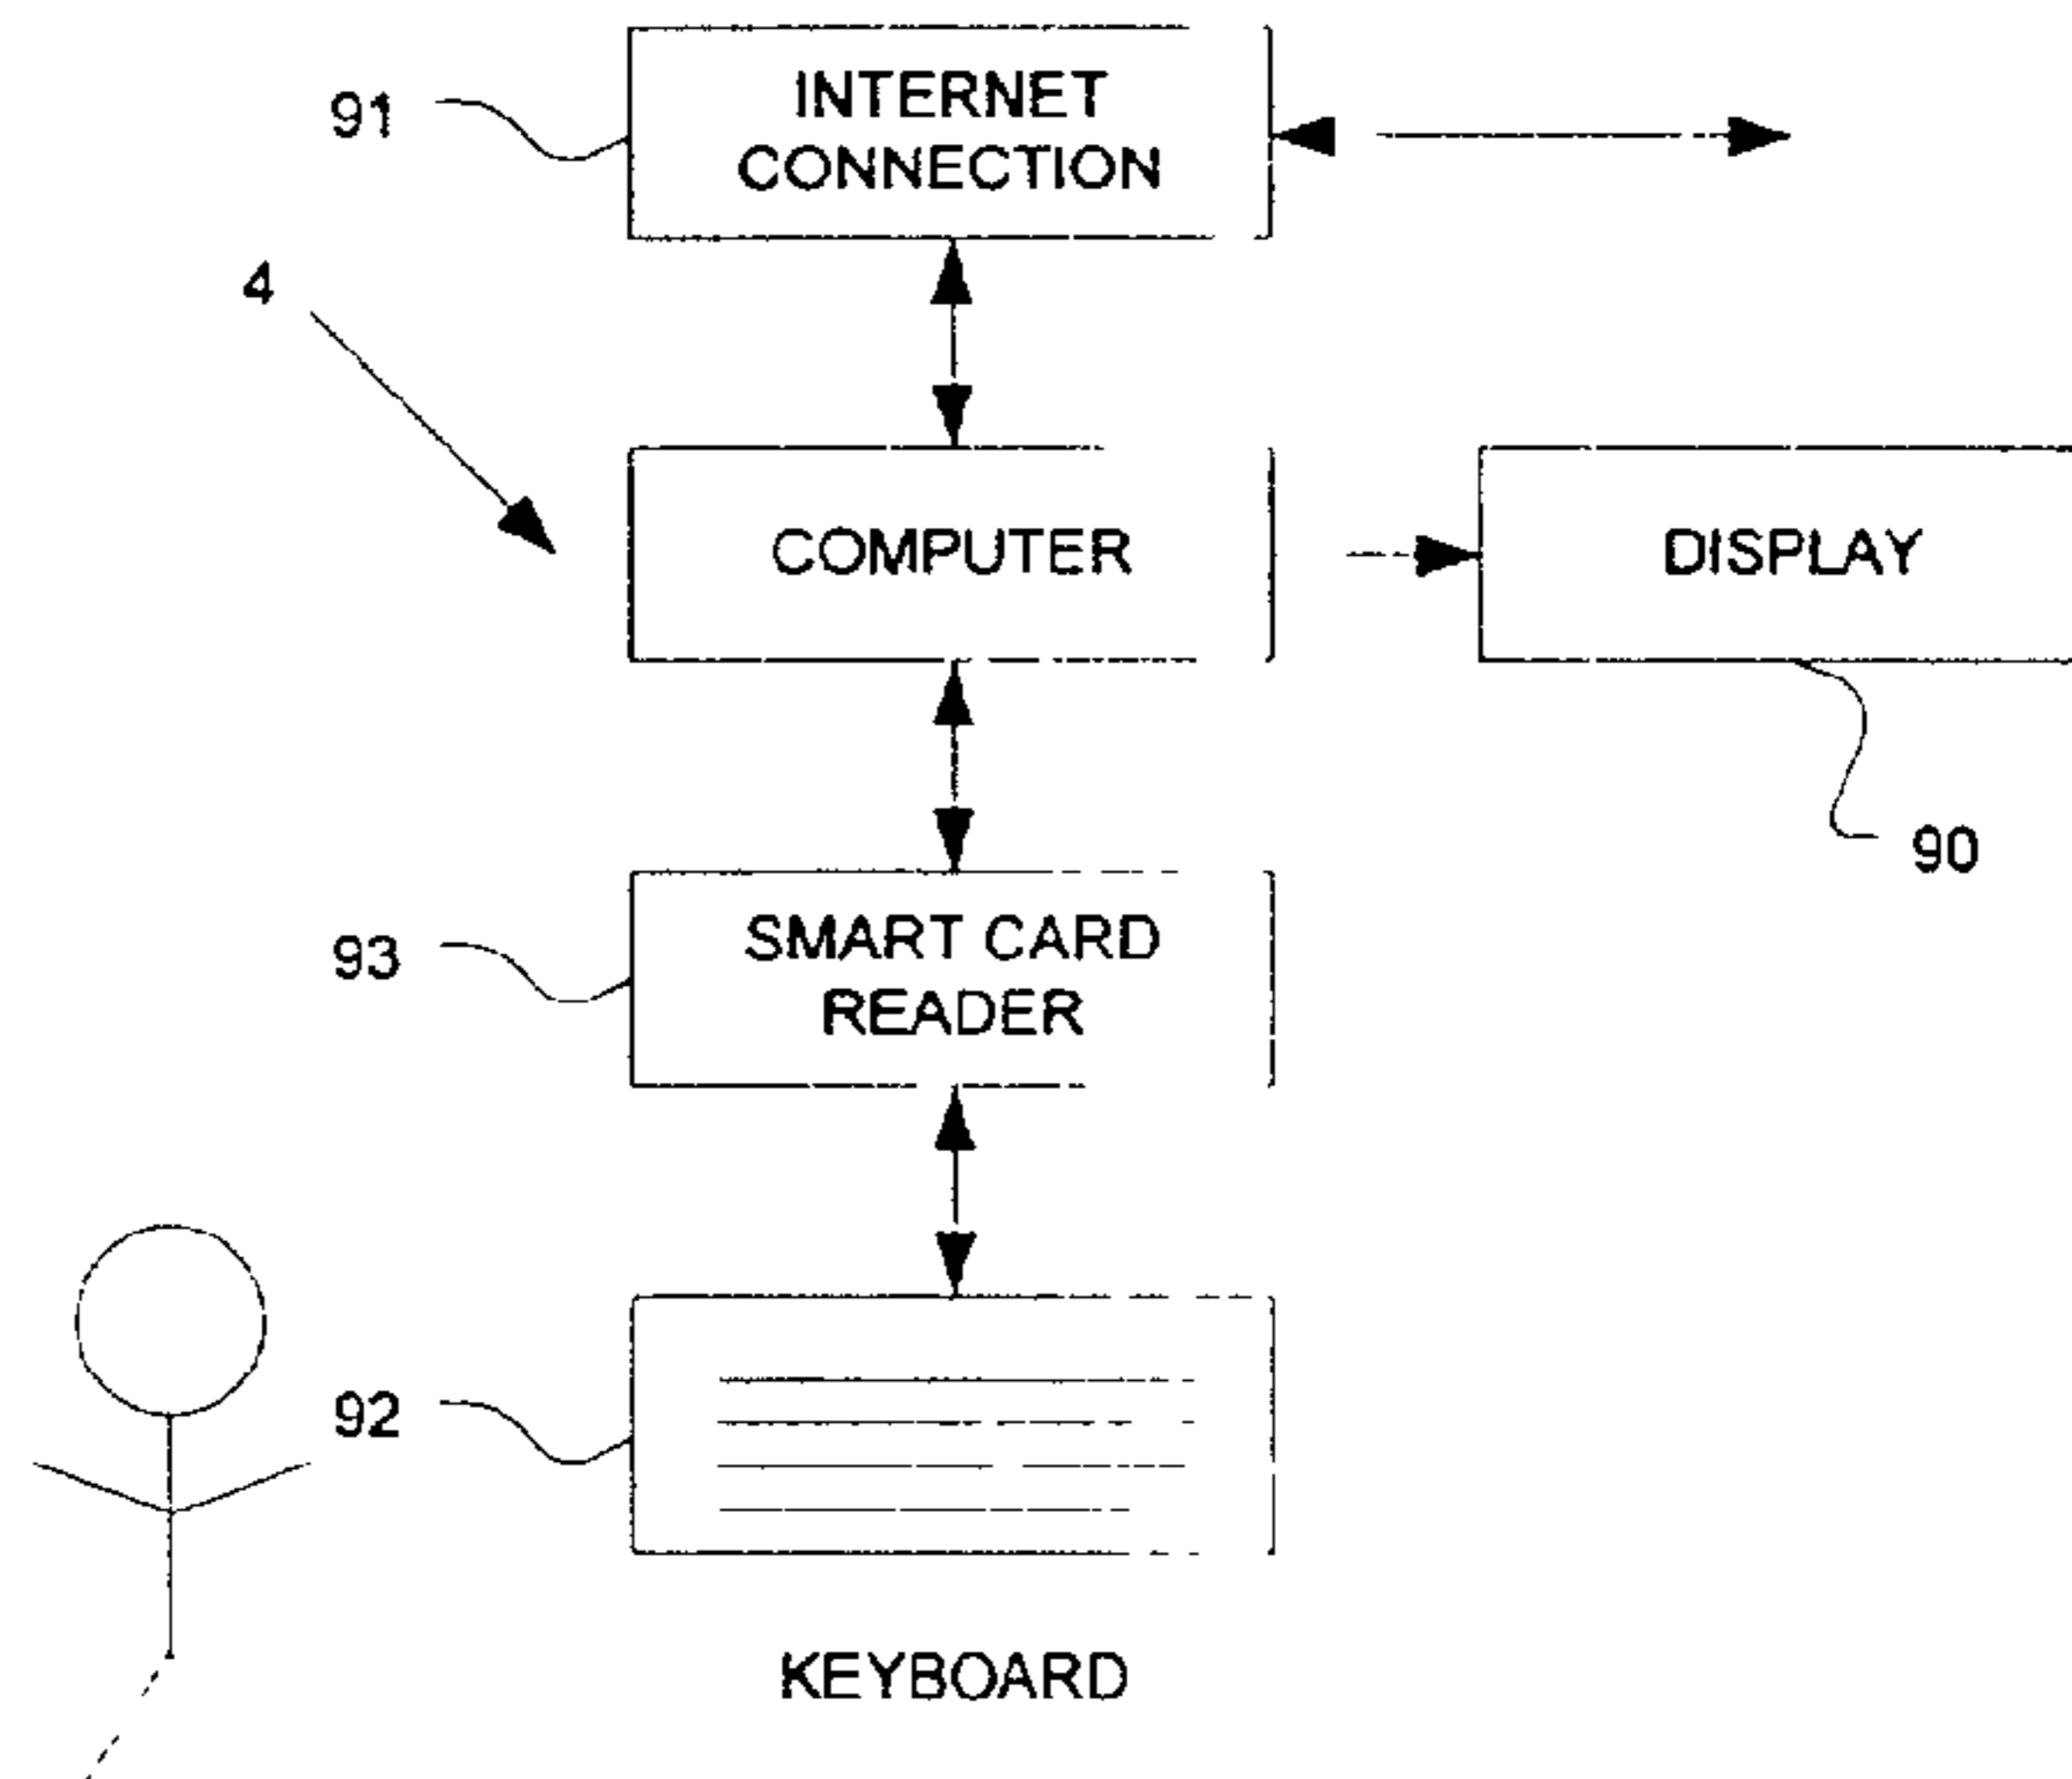 91
INTERNET
CONNECTION
4
COMPUTER
DISPLAY
90
93
SMART CARD
READER
92
KEYBOARD